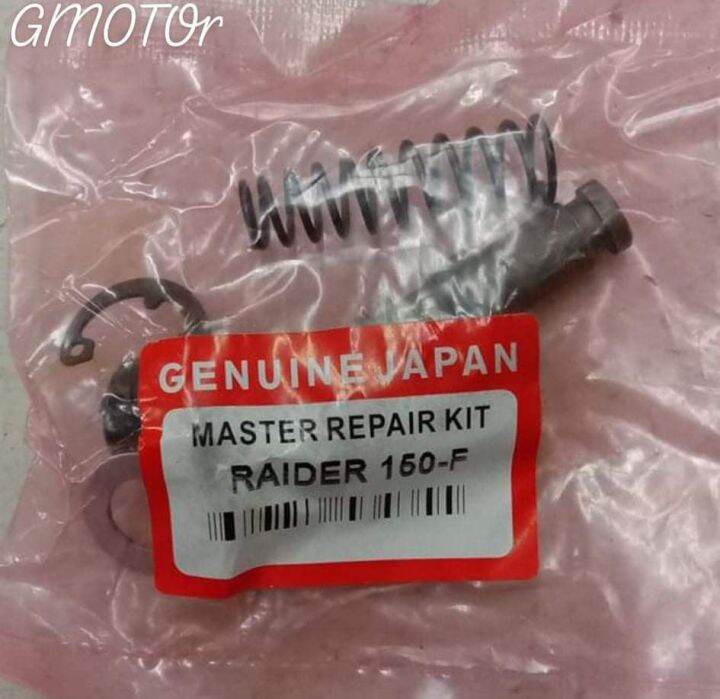 GMOTOr
GENUINE JAPAN
MASTER REPAIR KIT
RAIDER 150-F